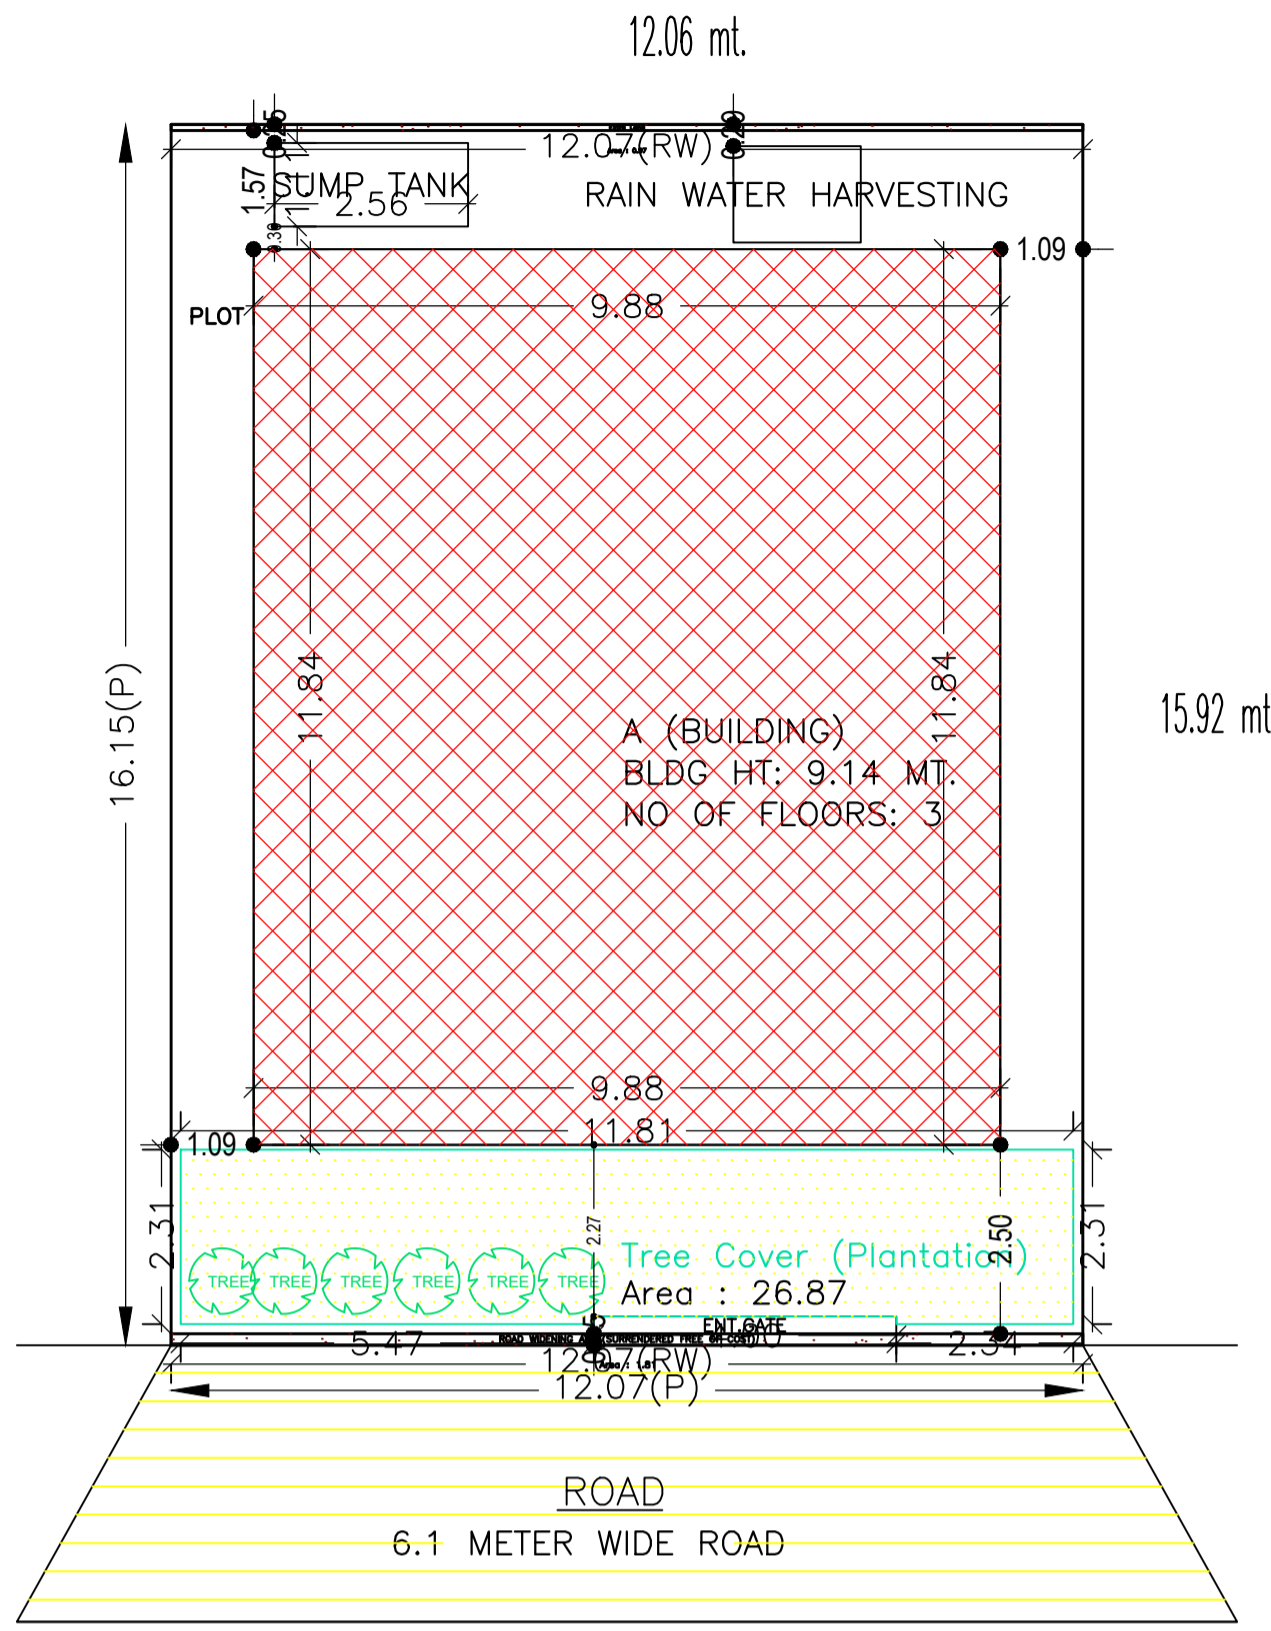 12.06 mt.
12.07(RW)
SUMP TANK
2.56
1.57
0.30
RAIN WATER HARVESTING
1.09
PLOT
9.88
16.15(P)
11.84
11.84
15.92 mt
A (BUILDING)
BLDG HT: 9.14 MT.
NO OF FLOORS: 3
9.88
11.81
1.09
2.31
2.27
2.50
2.31
Tree Cover (Plantation)
Area : 26.87
TREE TREE TREE TREE TREE TREE
ENT.GATE
5.47
2.54
12.07(RW)
12.07(P)
ROAD
6.1 METER WIDE ROAD